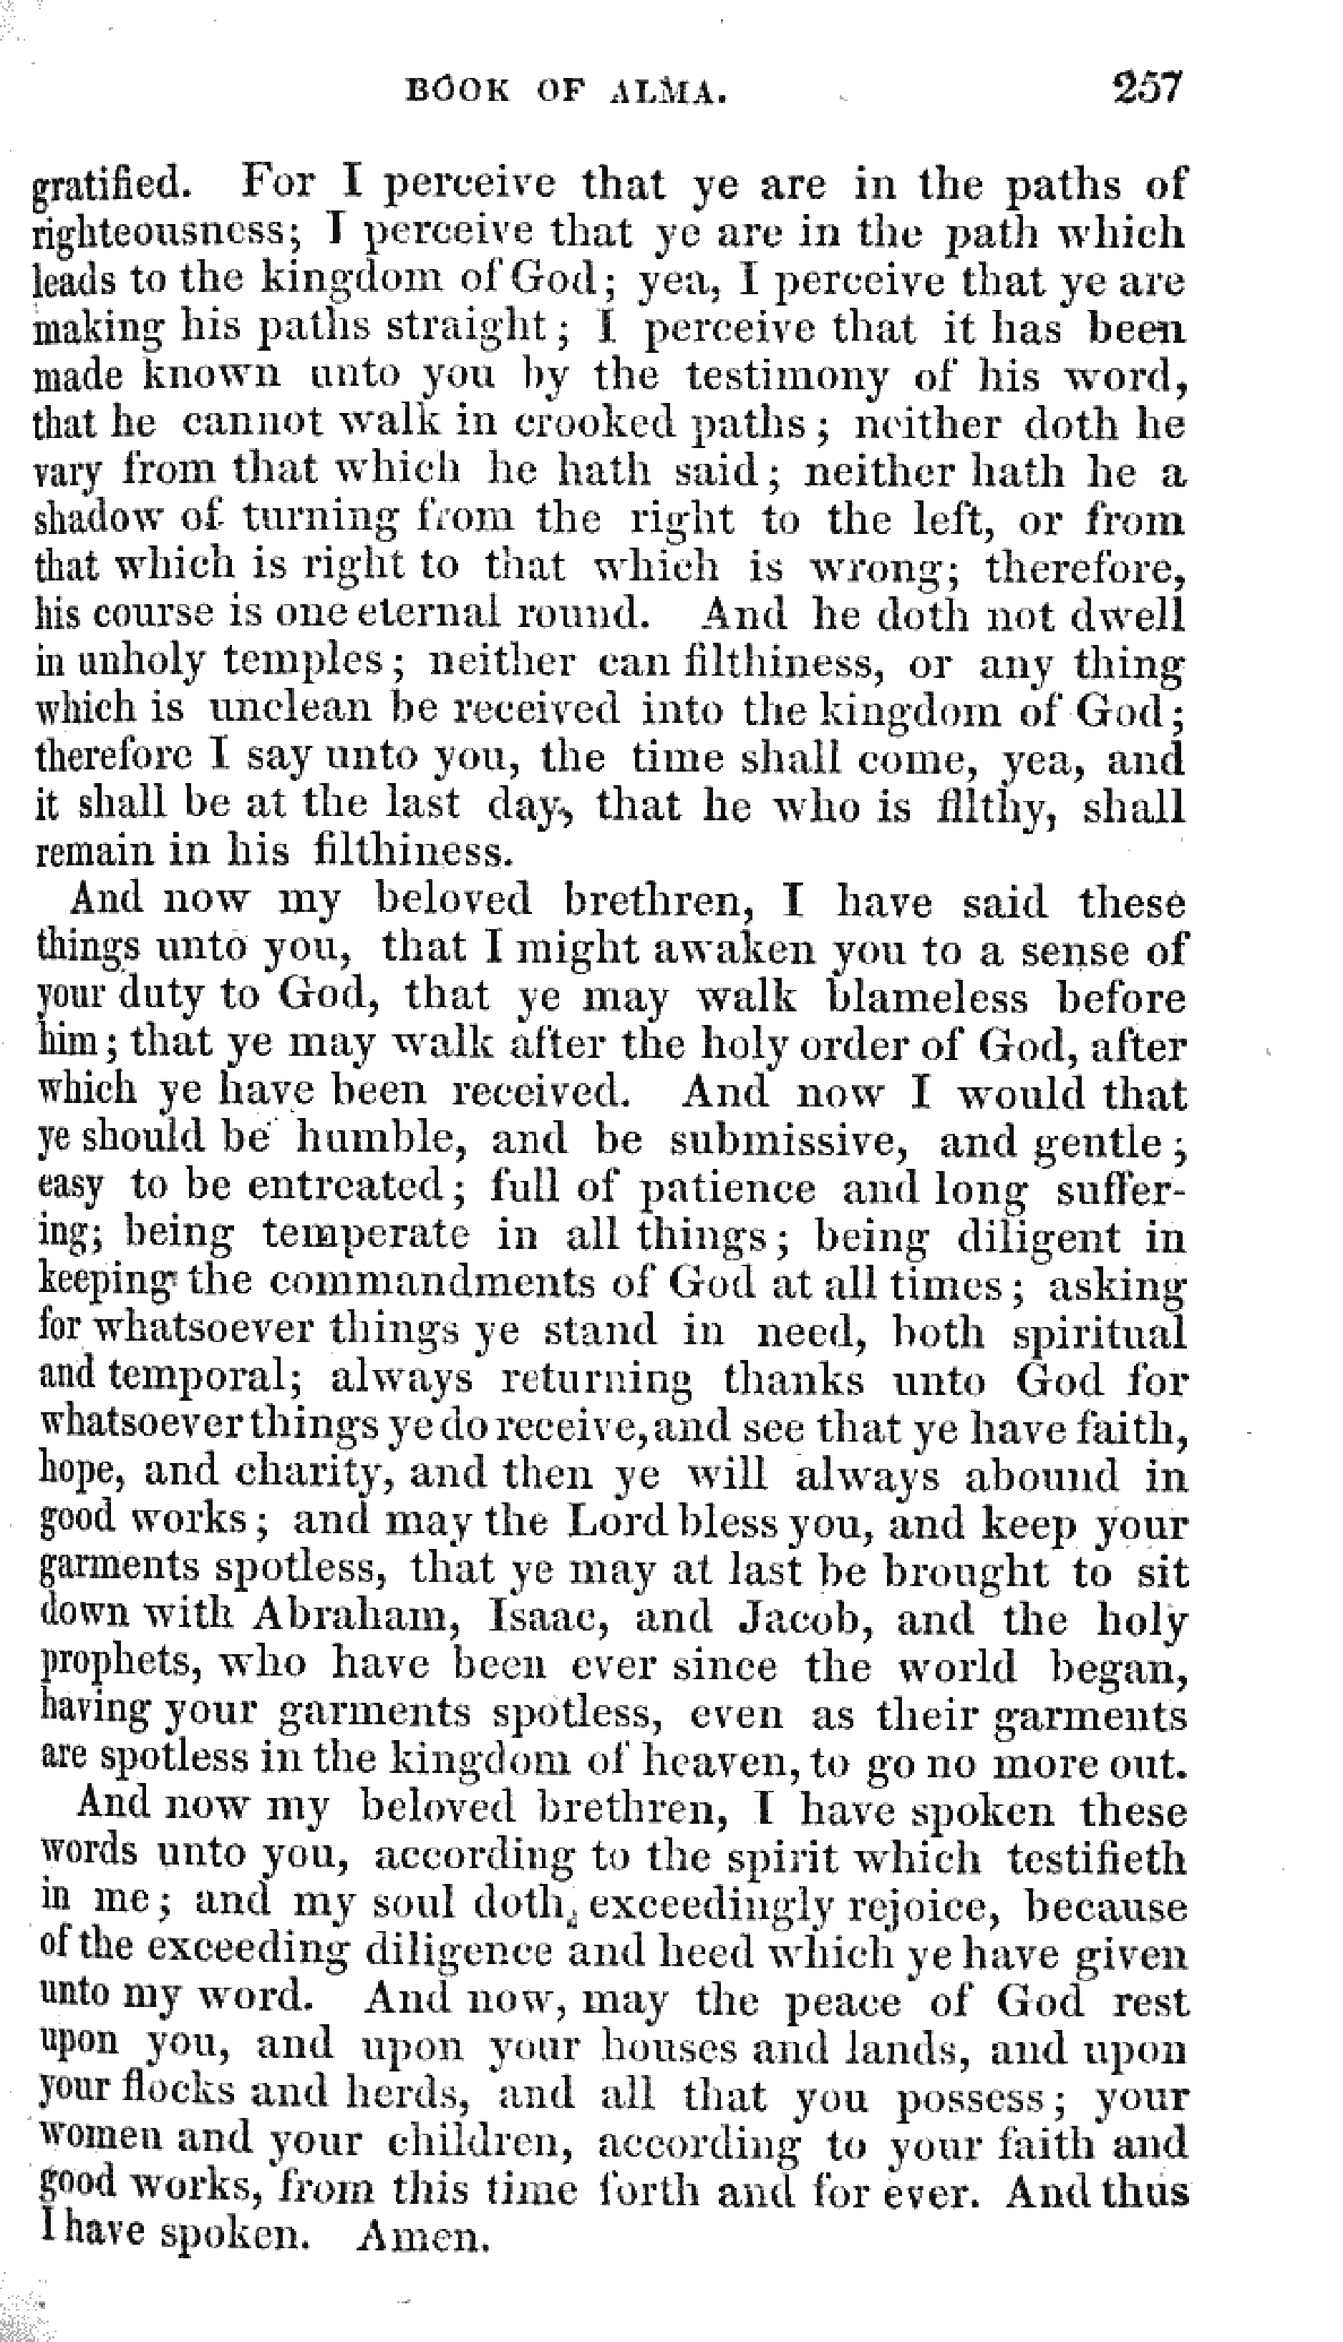 BOOK OF ALMA. 257
gratified. For I perceive that ye are in the paths of
righteousness; I perceive that ye are in the path which
leads to the kingdom of God; yea, I perceive that ye are
making his paths straight; I perceive that it has been
made known unto you by the testimony of his word,
that he cannot walk in crooked paths; neither doth he
vary from that which he hath said; neither hath he a
shadow of turning from the right to the left, or from
that which is right to that which is wrong; therefore,
his course is one eternal round. And he doth not dwell
in unholy temples; neither can filthiness, or any thing
which is unclean be received into the kingdom of God;
therefore I say unto you, the time shall come, yea, and
it shall be at the last day, that he who is filthy, shall
remain in his filthiness.
And now my beloved brethren, I have said these
things unto you, that I might awaken you to a sense of
your duty to God, that ye may walk blameless before
him; that ye may walk after the holy order of God, after
which ye have been received. And now I would that
ye should be humble, and be submissive, and gentle;
easy to be entreated; full of patience and long suffer-
ing; being temperate in all things; being diligent in
keeping the commandments of God at all times; asking
for whatsoever things ye stand in need, both spiritual
and temporal; always returning thanks unto God for
whatsoever things ye do receive, and see that ye have faith,
hope, and charity, and then ye will always abound in
good works; and may the Lord bless you, and keep your
garments spotless, that ye may at last be brought to sit
down with Abraham, Isaac, and Jacob, and the holy
prophets, who have been ever since the world began,
having your garments spotless, even as their garments
are spotless in the kingdom of heaven, to go no more out.
And now my beloved brethren, I have spoken these
words unto you, according to the spirit which testifieth
in me; and my soul doth exceedingly rejoice, because
of the exceeding diligence and heed which ye have given
unto my word. And now, may the peace of God rest
upon you, and upon your houses and lands, and upon
your flocks and herds, and all that you possess; your
women and your children, according to your faith and
good works, from this time forth and for ever. And thus
I have spoken. Amen.